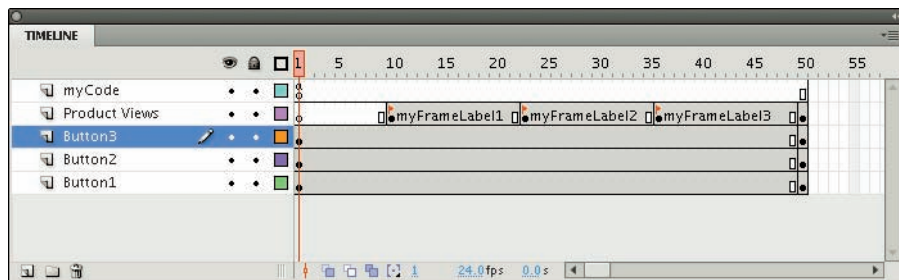 TIMELINE
1 5 10 15 20 25 30 35 40 45 50 55
myCode
Product Views myFrameLabel1 myFrameLabel2 myFrameLabel3
Button3
Button2
Button1
1 24.0fps 0.0s